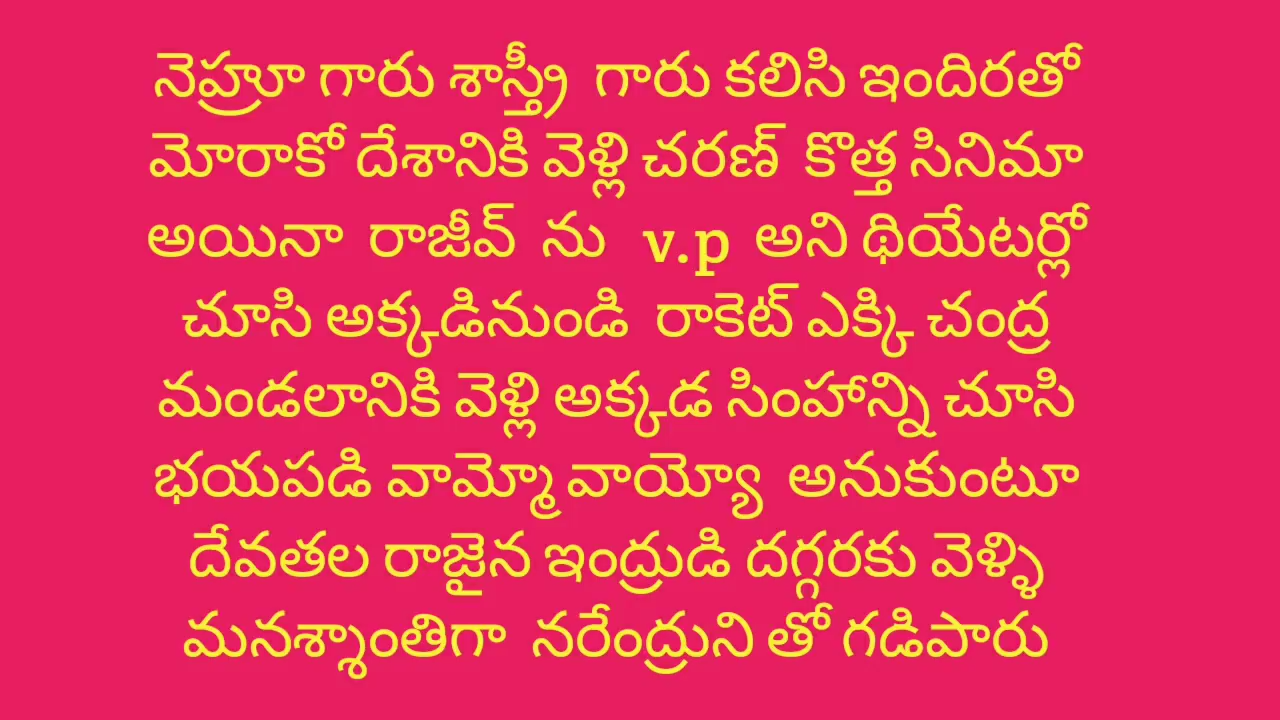 నెహ్రూ గారు శాస్త్రీ గారు కలిసి ఇందిరతో
మోరాకో దేశానికి వెళ్లి చరణ్ కొత్త సినిమా
అయినా రాజీవ్ ను v.p అని థియేటర్లో
చూసి అక్కడినుండి రాకెట్ ఎక్కి చంద్ర
మండలానికి వెళ్లి అక్కడ సింహాన్ని చూసి
భయపడి వామ్మో వాయ్యో అనుకుంటూ
దేవతల రాజైన ఇంద్రుడి దగ్గరకు వెళ్ళి
మనశ్శాంతిగా నరేంద్రుని తో గడిపారు